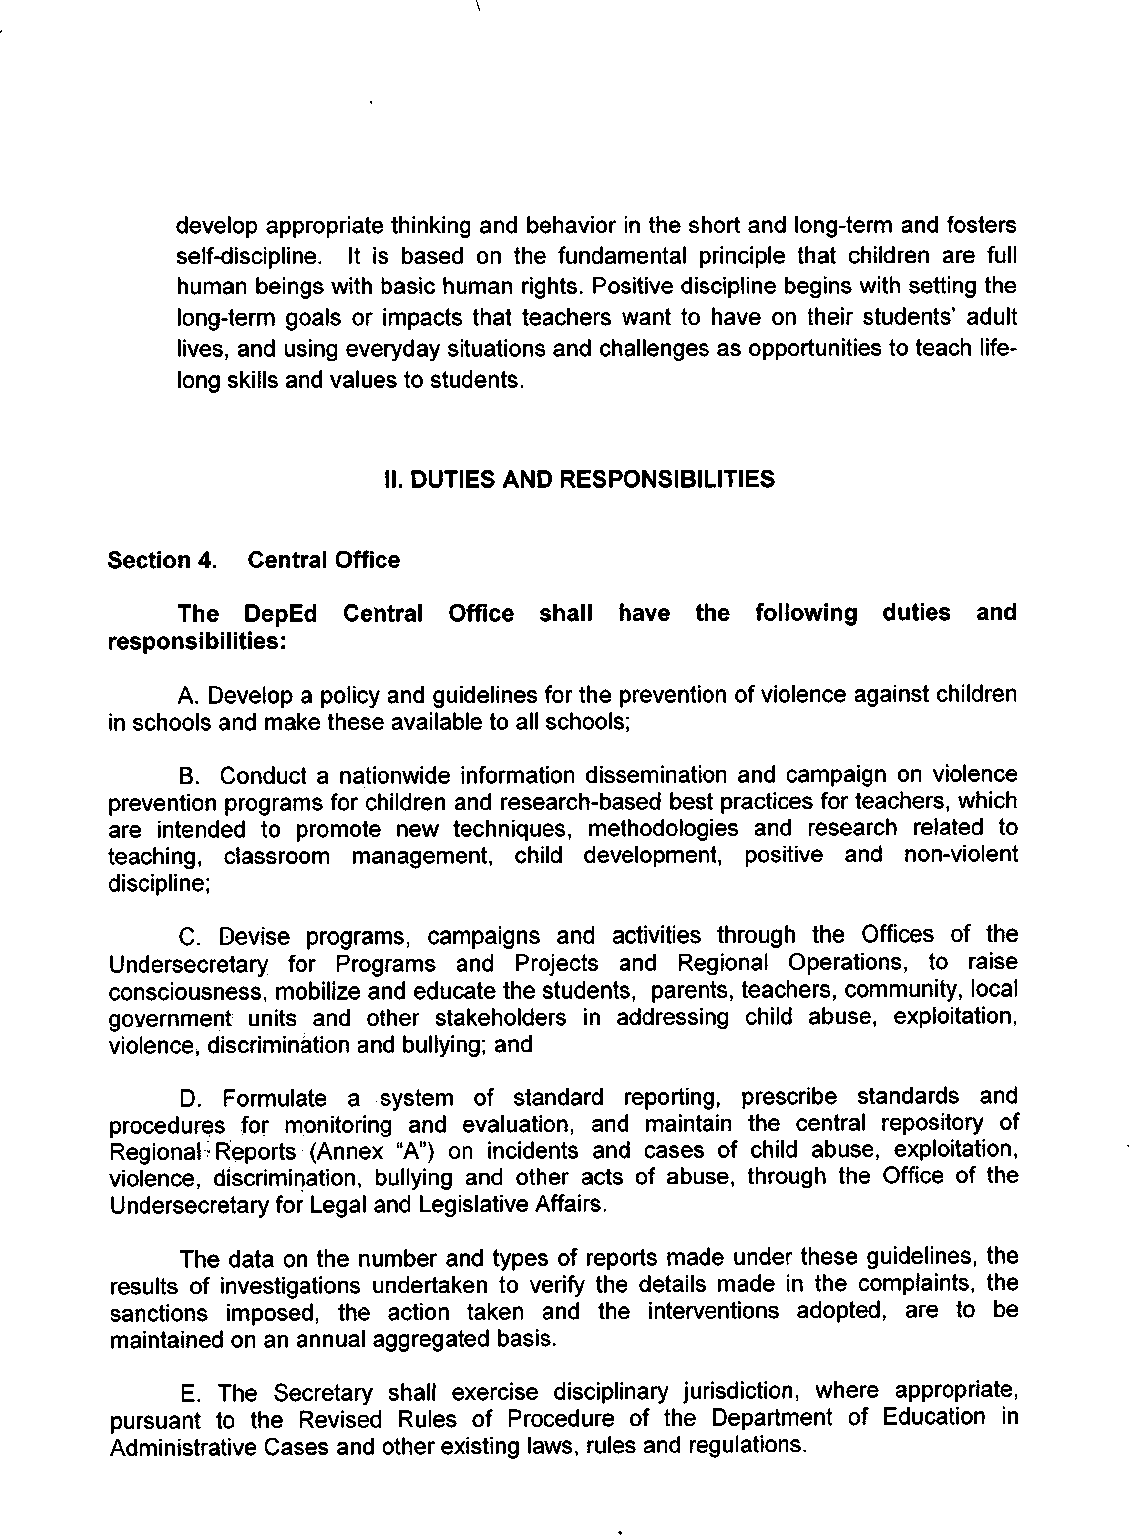 develop appropriate thinking and behavior in the short and long-term and fosters
self-discipline. It is based on the fundamental principle that children are full
human beings with basic human rights. Positive discipline begins with setting the
long-term goals or impacts that teachers want to have on their students' adult
lives, and using everyday situations and challenges as opportunities to teach life-
long skills and values to students.
II. DUTIES AND RESPONSIBILITIES
Section 4. Central Office
The DepEd Central Office shall have the following duties and
responsibilities:
A. Develop a policy and guidelines for the prevention of violence against children
in schools and make these available to all schools;
B. Conduct a nationwide information dissemination and campaign on violence
prevention programs for children and research-based best practices for teachers, which
are intended to promote new techniques, methodologies and research related to
teaching, classroom management, child development, positive and non-violent
discipline;
C. Devise programs, campaigns and activities through the Offices of the
Undersecretary for Programs and Projects and Regional Operations, to raise
consciousness, mobilize and educate the students, parents, teachers, community, local
government units and other stakeholders in addressing child abuse, exploitation,
violence, discrimination and bullying; and
D. Formulate a system of standard reporting, prescribe standards and
procedures for monitoring and evaluation, and maintain the central repository of
Regional Reports (Annex "A") on incidents and cases of child abuse, exploitation,
violence, discrimination, bullying and other acts of abuse, through the Office of the
Undersecretary for Legal and Legislative Affairs.
The data on the number and types of reports made under these guidelines, the
results of investigations undertaken to verify the details made in the complaints, the
sanctions imposed, the action taken and the interventions adopted, are to be
maintained on an annual aggregated basis.
E. The Secretary shall exercise disciplinary jurisdiction, where appropriate,
pursuant to the Revised Rules of Procedure of the Department of Education in
Administrative Cases and other existing laws, rules and regulations.